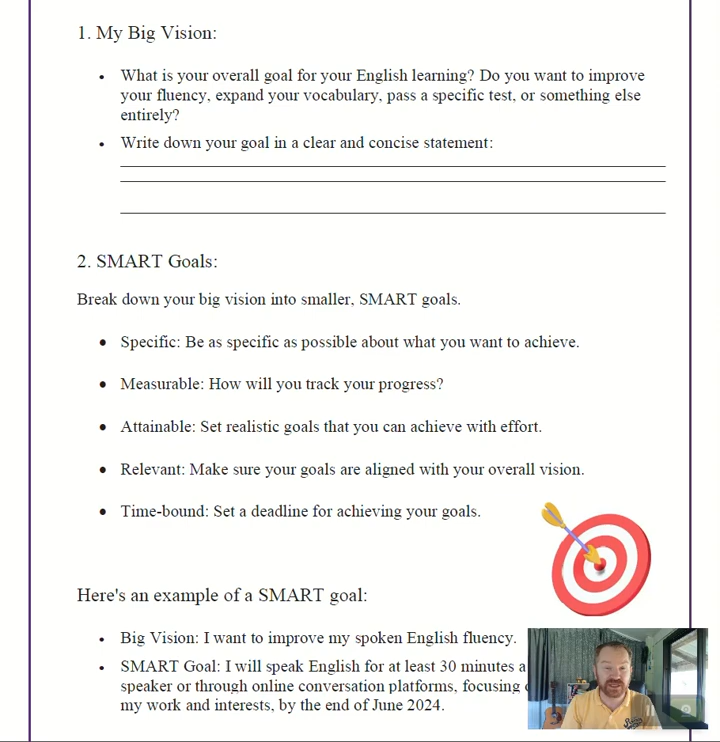 1. My Big Vision:
• What is your overall goal for your English learning? Do you want to improve
your fluency, expand your vocabulary, pass a specific test, or something else
entirely?
• Write down your goal in a clear and concise statement:
2. SMART Goals:
Break down your big vision into smaller, SMART goals.
• Specific: Be as specific as possible about what you want to achieve.
• Measurable: How will you track your progress?
• Attainable: Set realistic goals that you can achieve with effort.
• Relevant: Make sure your goals are aligned with your overall vision.
• Time-bound: Set a deadline for achieving your goals.
Here's an example of a SMART goal:
• Big Vision: I want to improve my spoken English fluency.
• SMART Goal: I will speak English for at least 30 minutes a
speaker or through online conversation platforms, focusing
my work and interests, by the end of June 2024.